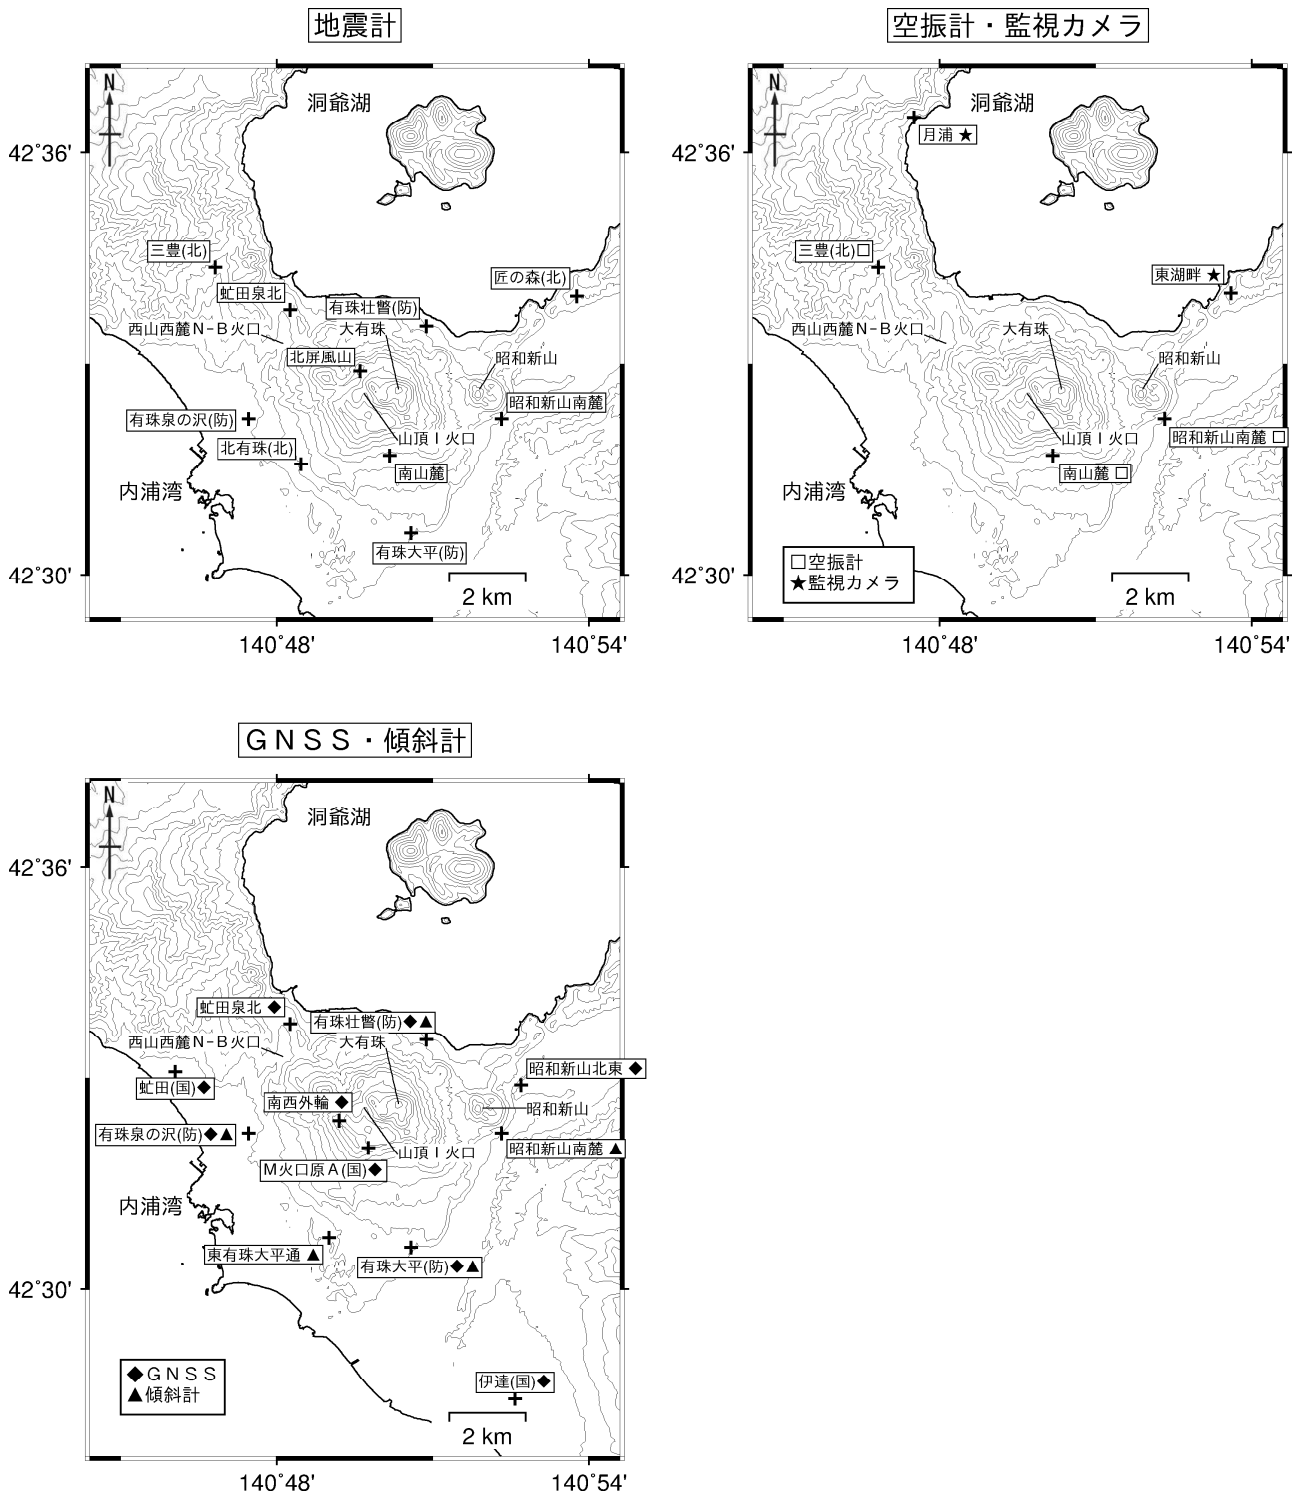 地震計
N
洞爺湖
42°36'
三豊(北)
匠の森(北)
虻田泉北
有珠壮瞥(防)
西山西麓N-B火口
大有珠
北屏風山
昭和新山
昭和新山南麓
有珠泉の沢(防)
山頂Ⅰ火口
北有珠(北)
南山麓
内浦湾
有珠大平(防)
42°30'
2 km
140°48'
140°54'
空振計・監視カメラ
N
洞爺湖
月浦 ★
42°36'
三豊(北)□
東湖畔 ★
西山西麓N-B火口
大有珠
昭和新山
山頂Ⅰ火口
昭和新山南麓 □
南山麓 □
内浦湾
□空振計
★監視カメラ
42°30'
2 km
140°48'
140°54'
ＧＮＳＳ・傾斜計
N
洞爺湖
42°36'
虻田泉北 ◆
有珠壮瞥(防)◆▲
西山西麓N-B火口
大有珠
昭和新山北東 ◆
虻田(国)◆
南西外輪 ◆
昭和新山
有珠泉の沢(防)◆▲
昭和新山南麓 ▲
山頂Ⅰ火口
Ｍ火口原Ａ(国)◆
内浦湾
東有珠大平通 ▲
有珠大平(防)◆▲
42°30'
◆ＧＮＳＳ
▲傾斜計
伊達(国)◆
2 km
140°48'
140°54'